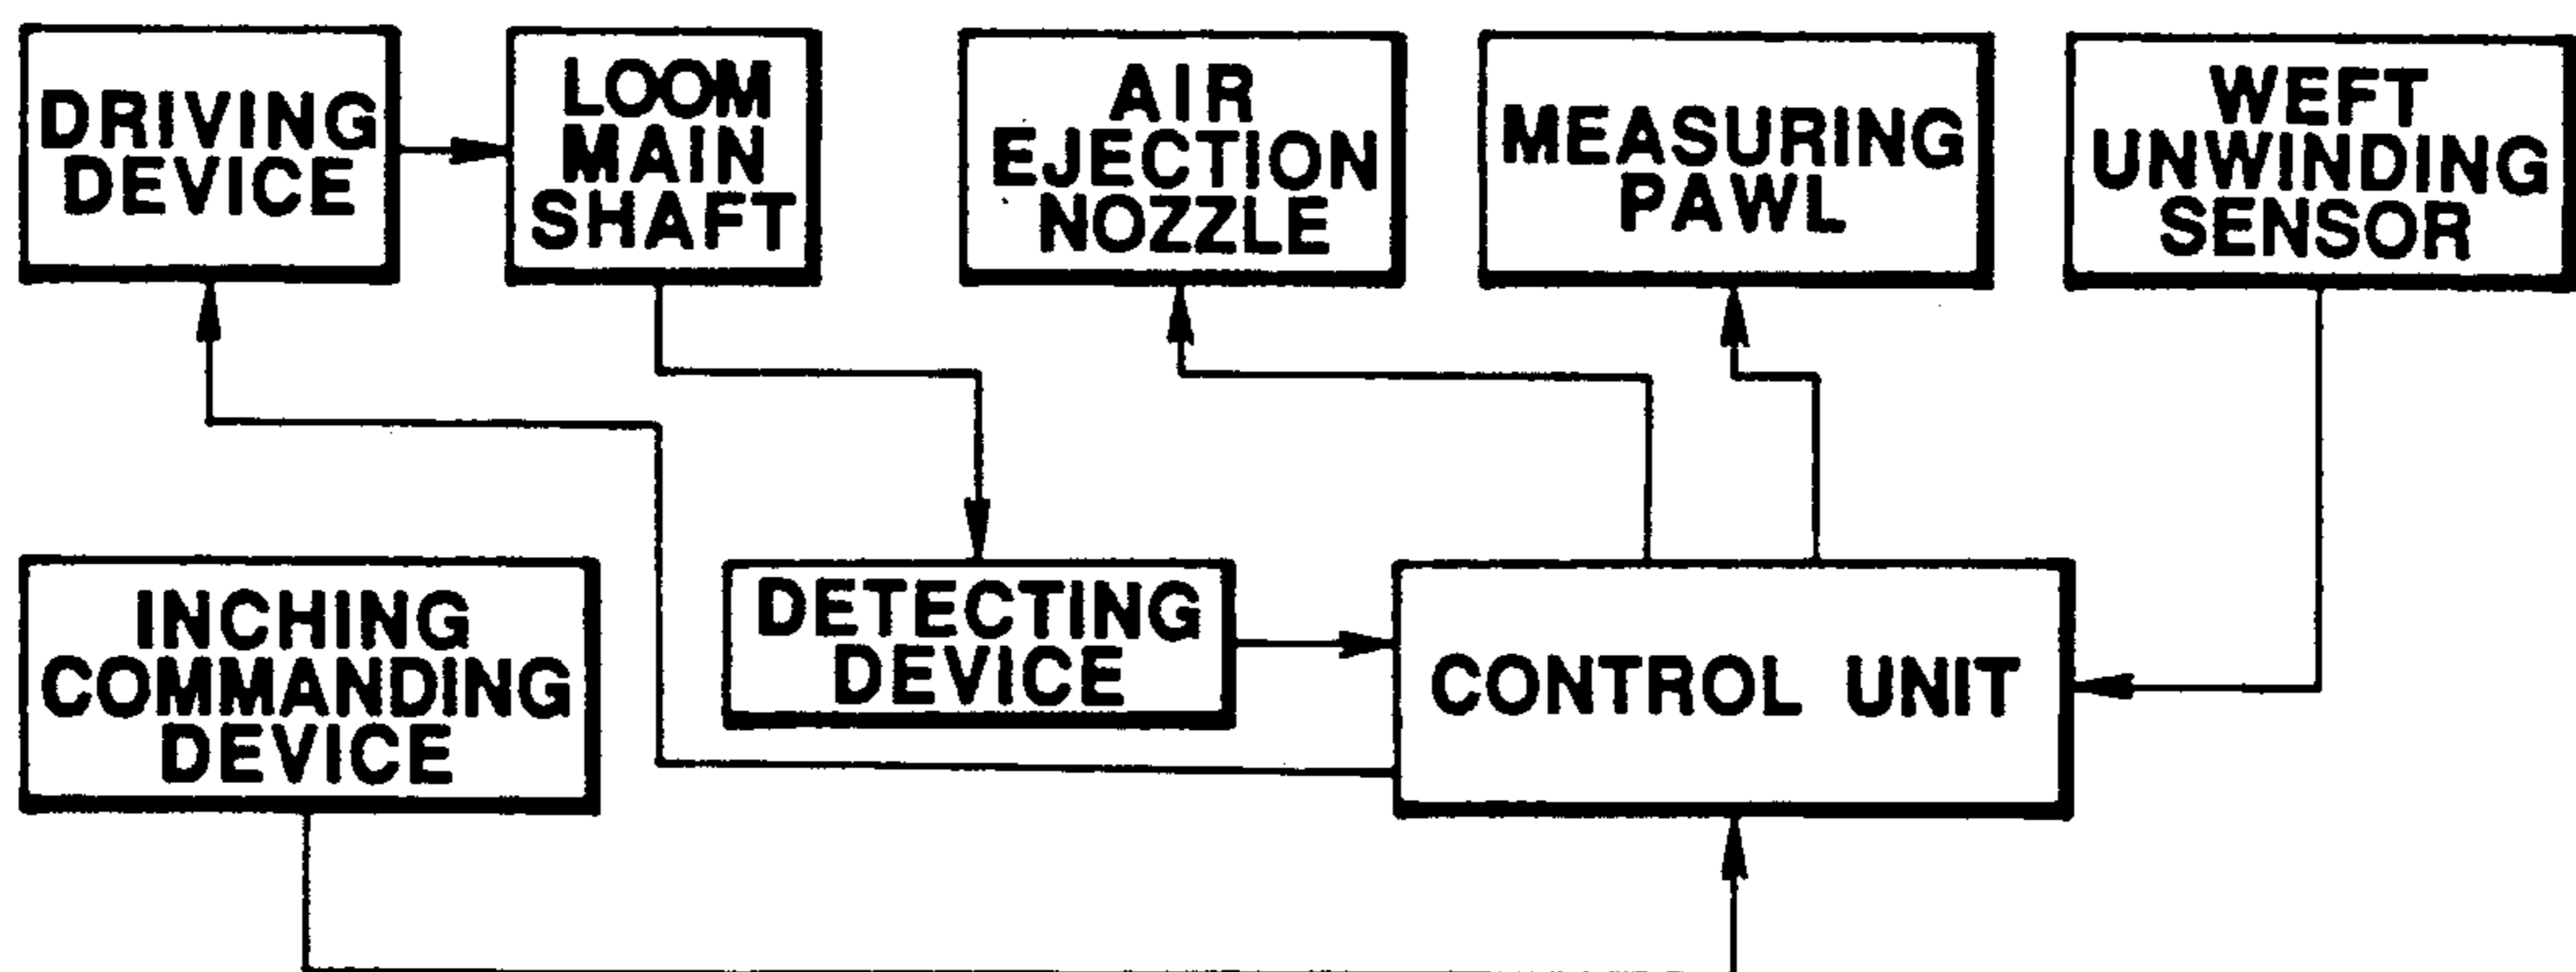 DRIVING
DEVICE
LOOM
MAIN
SHAFT
AIR
EJECTION
NOZZLE
MEASURING
PAWL
WEFT
UNWINDING
SENSOR
INCHING
COMMANDING
DEVICE
DETECTING
DEVICE
CONTROL UNIT